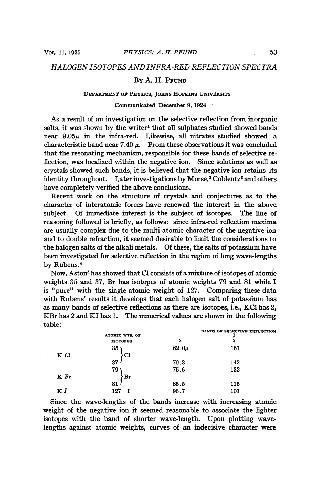 VOL. 11, 1925 PHYSICS: A. H. PFUND 53
HALOGEN ISOTOPES AND INFRA-RED REFLECTION SPECTRA
BY A. H. PFUND
DEPARTMENT OF PHYSICS, JOHNS HOPKINS UNIVERSITY
Communicated December 9, 1924
As a result of an investigation on the selective reflection from inorganic
salts, it was shown by the writer¹ that all sulphates studied showed bands
near 9.05μ in the infra-red. Likewise, all nitrates studied showed a
characteristic band near 7.40 μ. From these observations it was concluded
that the resonating mechanism, responsible for these bands of selective re-
flection, was localized within the negative ion. Since solutions as well as
crystals showed such bands, it is believed that the negative ion retains its
identity throughout. Later investigations by Morse,² Coblentz³ and others
have completely verified the above conclusions.
Recent work on the structure of crystals and conjectures as to the
character of interatomic forces have renewed the interest in the above
subject. Of immediate interest is the subject of isotopes. The line of
reasoning followed is briefly, as follows: since infra-red reflection maxima
are usually complex due to the multi-atomic character of the negative ion
and to double refraction, it seemed desirable to limit the considerations to
the halogen salts of the alkali metals. Of these, the salts of potassium have
been investigated for selective reflection in the region of long wave-lengths
by Rubens.⁴
Now, Aston⁵ has showed that Cl consists of a mixture of isotopes of atomic
weights 35 and 37, Br has isotopes of atomic weights 79 and 81 while I
is "pure" with the single atomic weight of 127. Comparing these data
with Rubens' results it develops that each halogen salt of potassium has
as many bands of selective reflections as there are isotopes, i.e., KCl has 2,
KBr has 2 and KI has 1. The numerical values are shown in the following
table:
ATOMIC WTS. OF BANDS OF SELECTIVE REFLECTION
ISOTOPES
35 62.0μ 161
K Cl } Cl
37 70.3 142
79 75.6 132
K Br } Br
81 86.5 116
K I 127 I 96.7 103
Since the wave-lengths of the bands increase with increasing atomic
weight of the negative ion it seemed reasonable to associate the lighter
isotopes with the band of shorter wave-length. Upon plotting wave-
lengths against atomic weights, curves of an indecisive character were